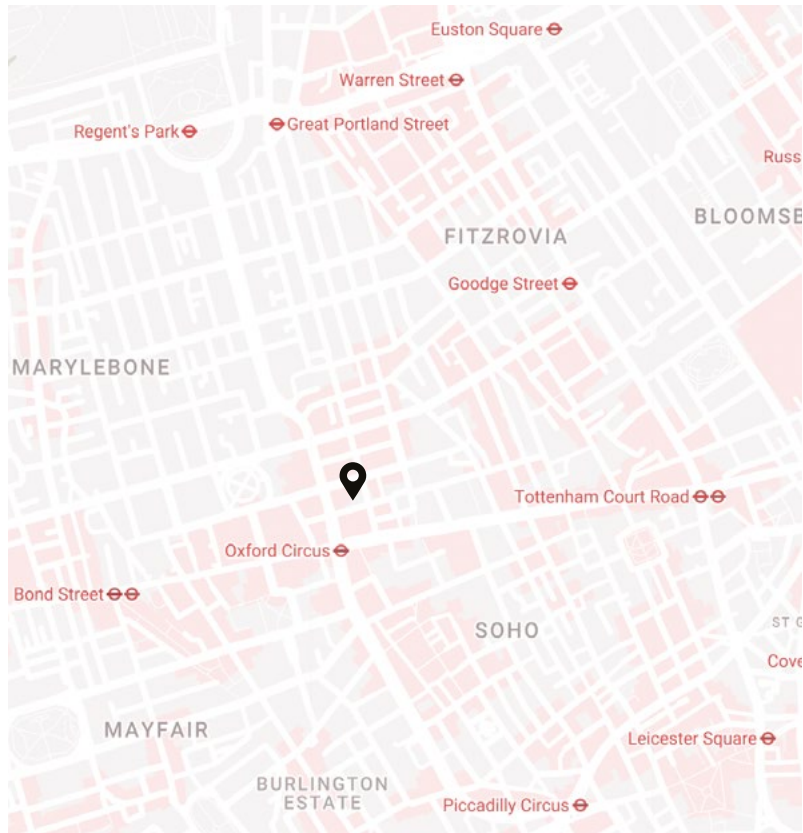 Euston Square
Warren Street
Regent's Park
Great Portland Street
Russ
BLOOMSB
FITZROVIA
Goodge Street
MARYLEBONE
Tottenham Court Road
Oxford Circus
Bond Street
SOHO
ST G
Cove
MAYFAIR
Leicester Square
BURLINGTON
ESTATE
Piccadilly Circus